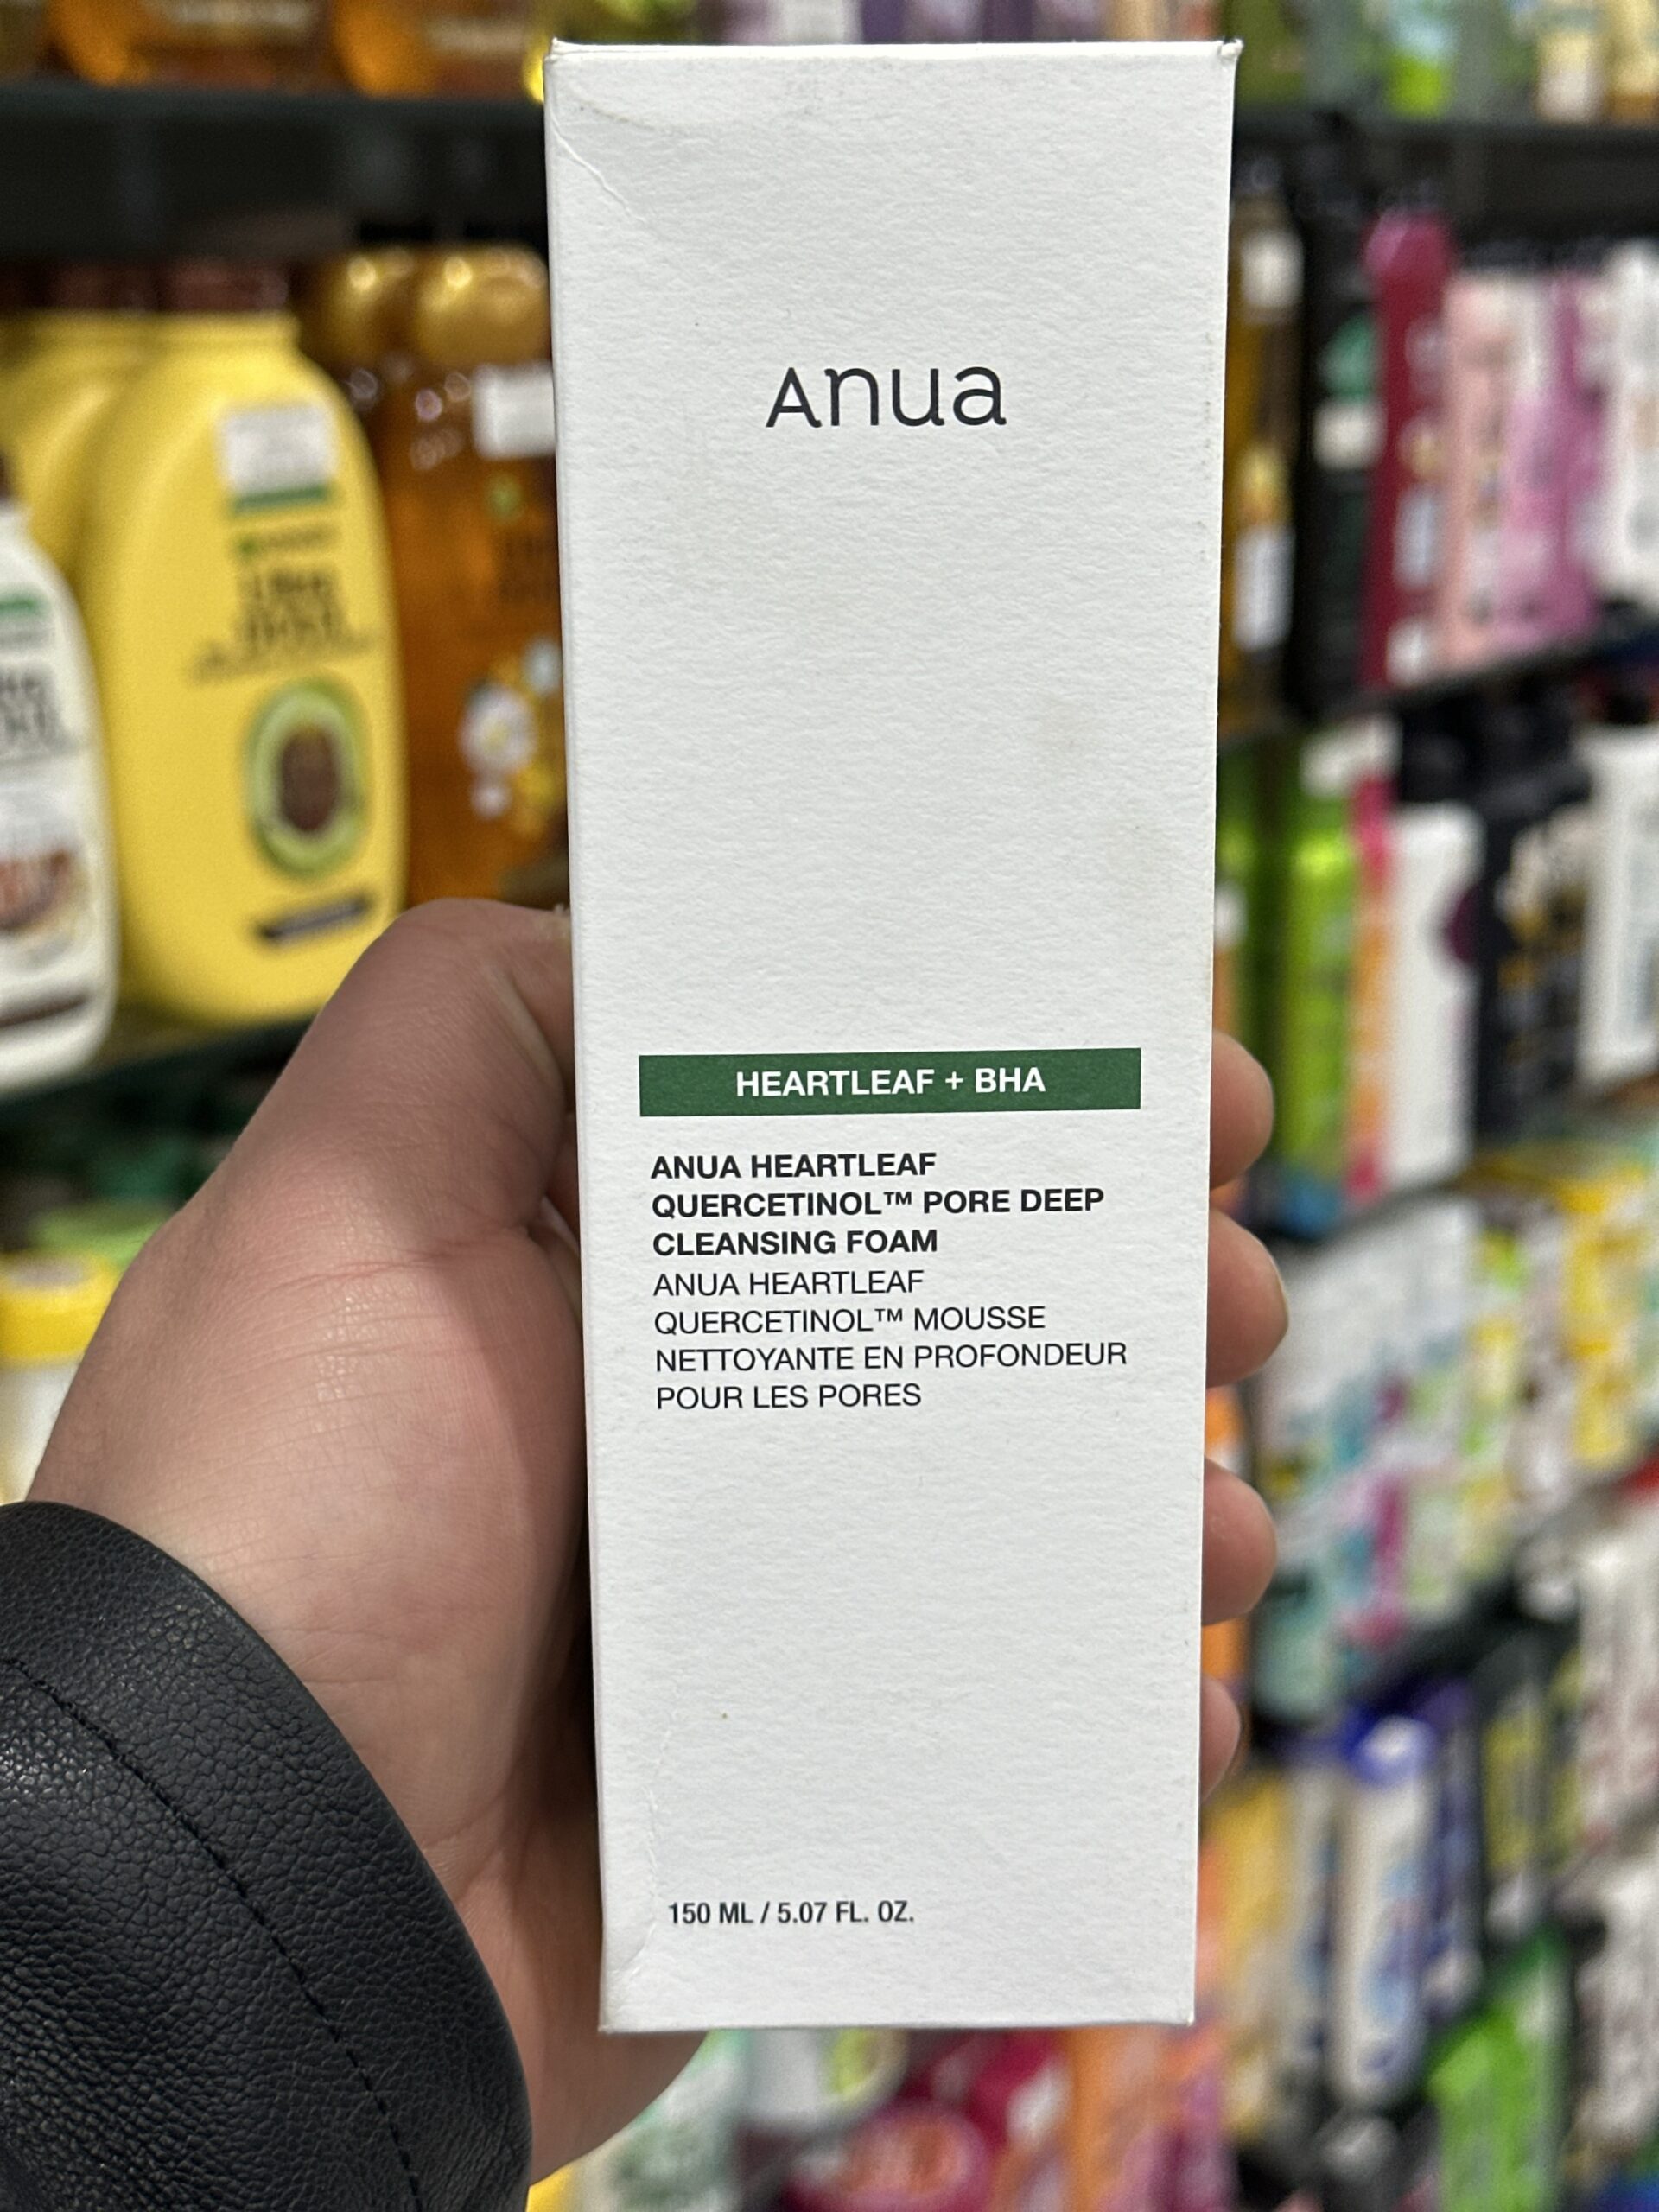 Anua
HEARTLEAF + BHA
ANUA HEARTLEAF
QUERCETINOL™ PORE DEEP
CLEANSING FOAM
ANUA HEARTLEAF
QUERCETINOL™ MOUSSE
NETTOYANTE EN PROFONDEUR
POUR LES PORES
150 ML / 5.07 FL. OZ.